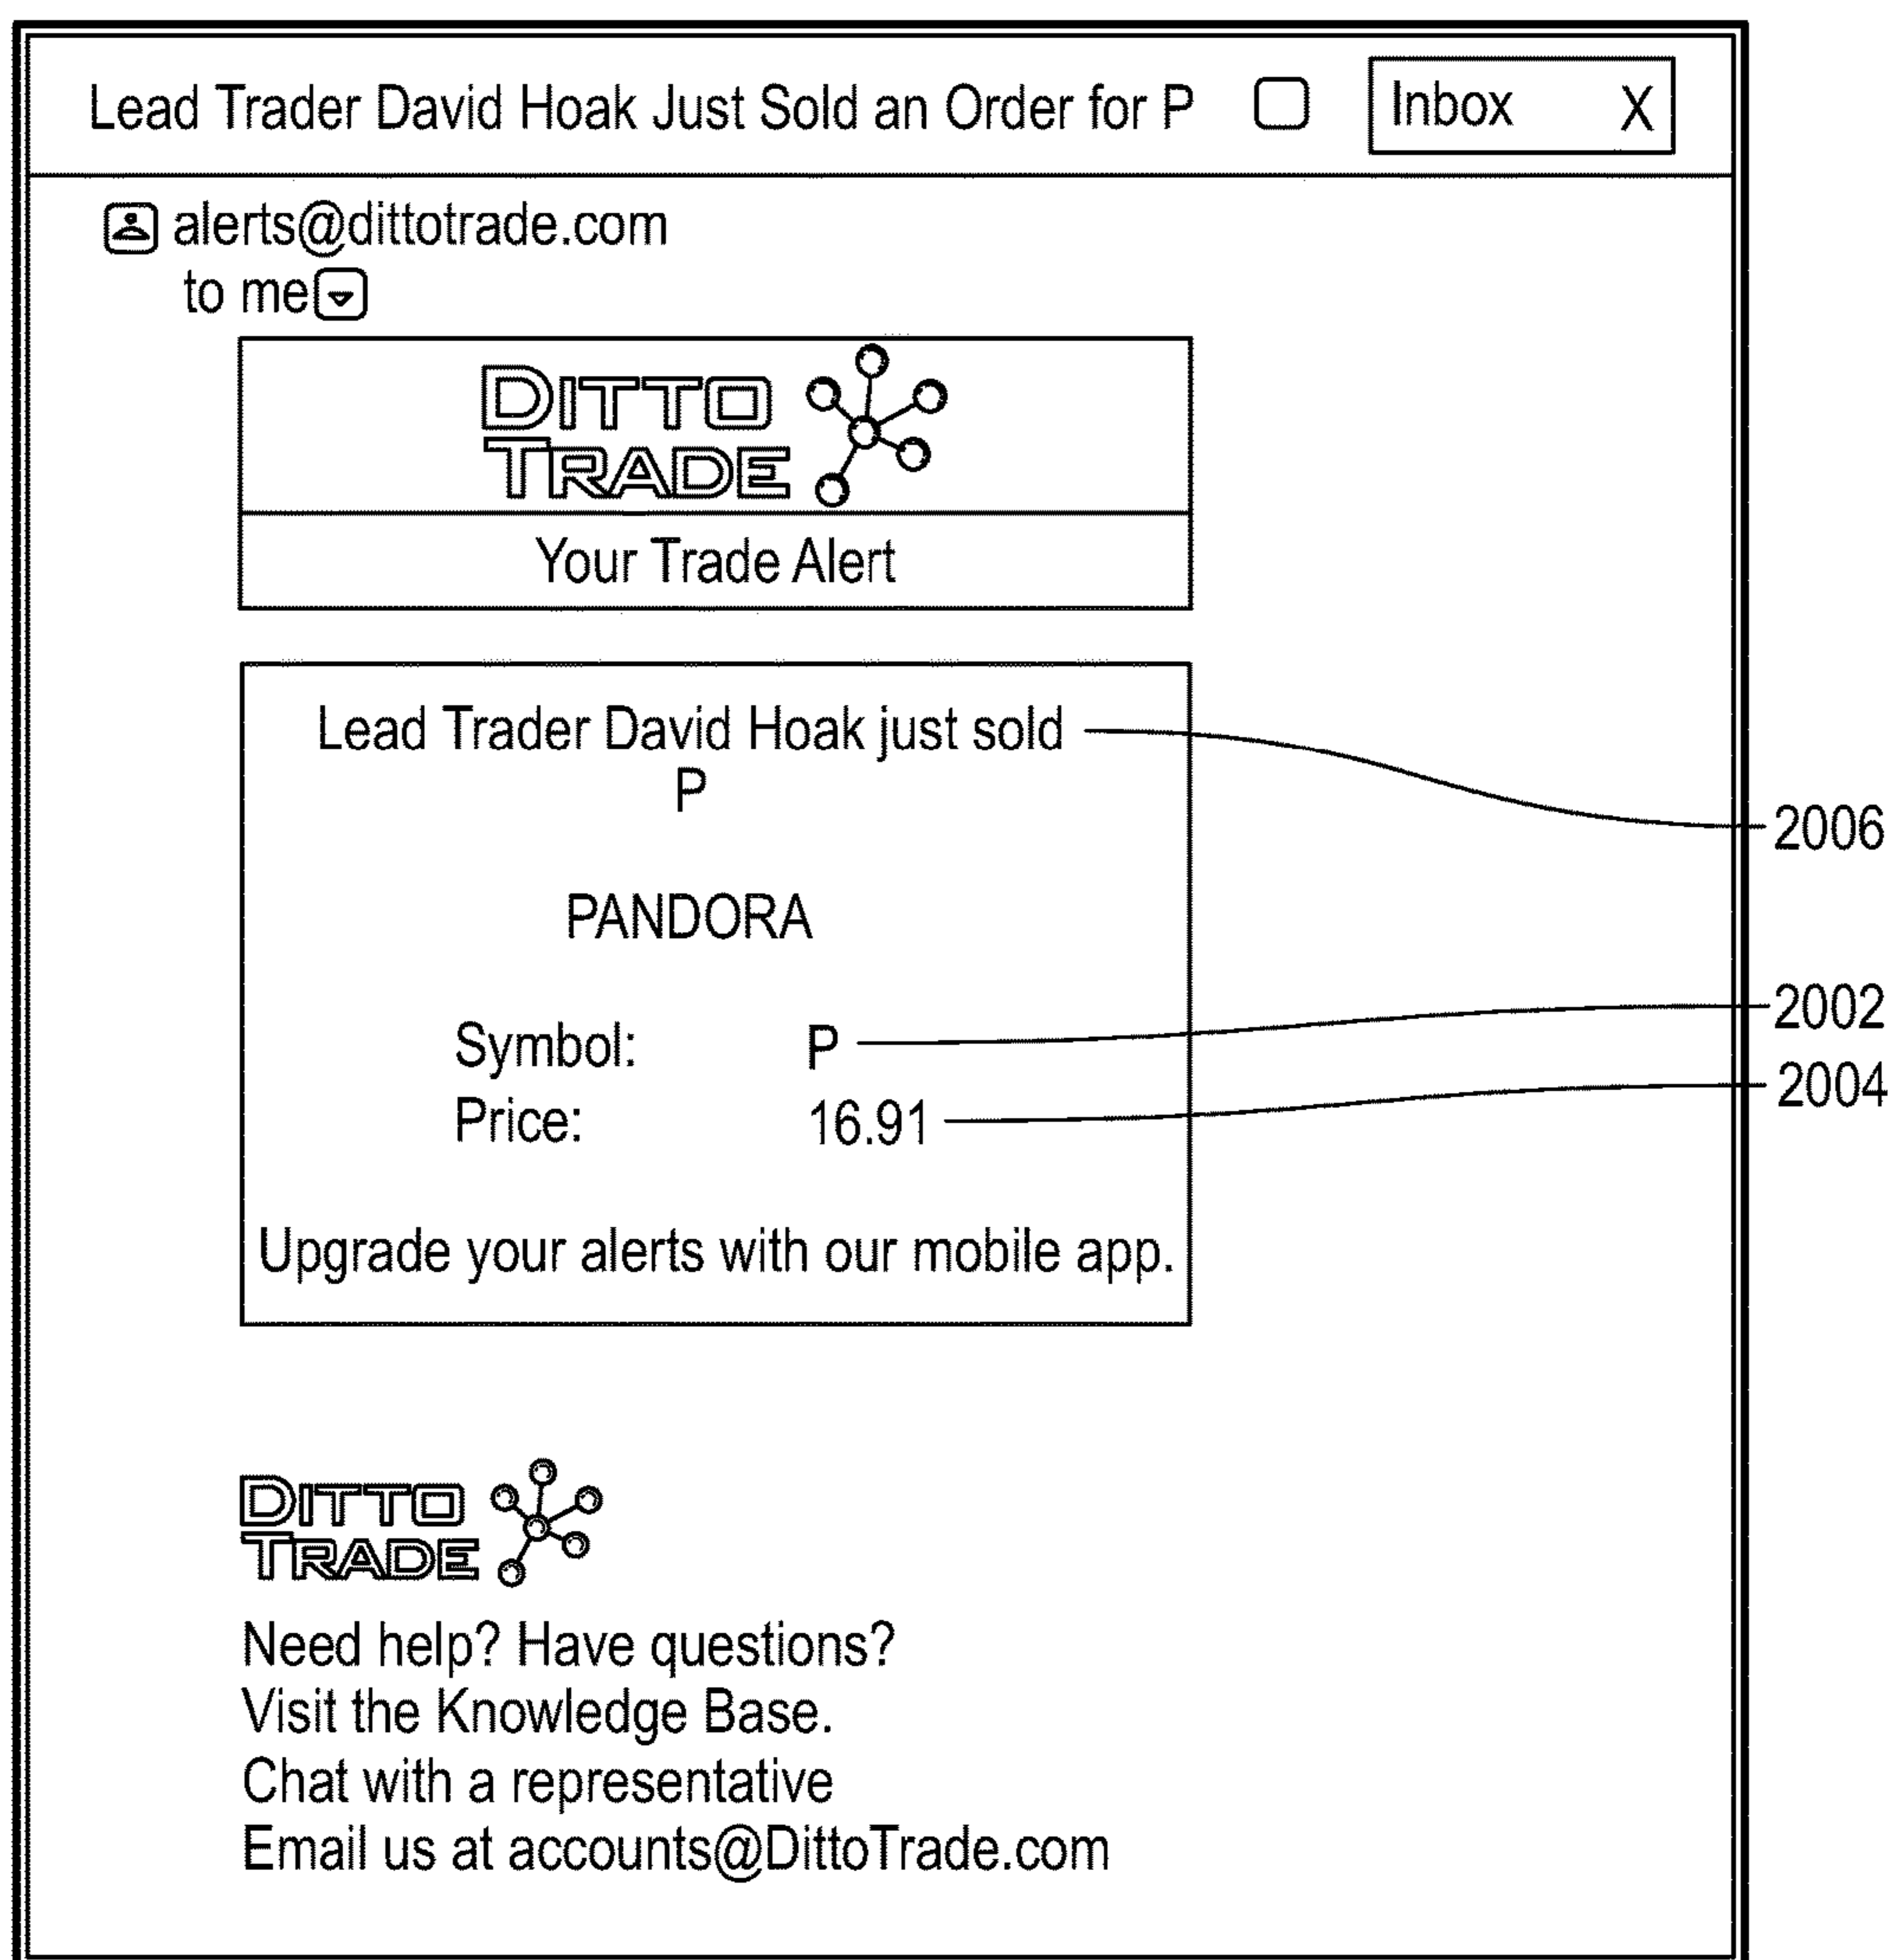 Lead Trader David Hoak Just Sold an Order for P
Inbox X
alerts@dittotrade.com
to me
DITTO
TRADE
Your Trade Alert
Lead Trader David Hoak just sold
P
2006
PANDORA
Symbol: P
2002
Price: 16.91
2004
Upgrade your alerts with our mobile app.
DITTO
TRADE
Need help? Have questions?
Visit the Knowledge Base.
Chat with a representative
Email us at accounts@DittoTrade.com